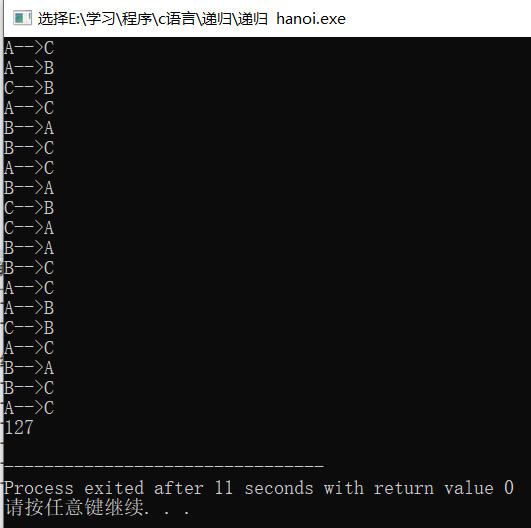 选择E:\学习\程序\c语言\递归\递归 hanoi.exe
A-->C
A-->B
C-->B
A-->C
B-->A
B-->C
A-->C
B-->A
C-->B
C-->A
B-->A
B-->C
A-->C
A-->B
C-->B
A-->C
B-->A
B-->C
A-->C
127
--------------------------------
Process exited after 11 seconds with return value 0
请按任意键继续. . .